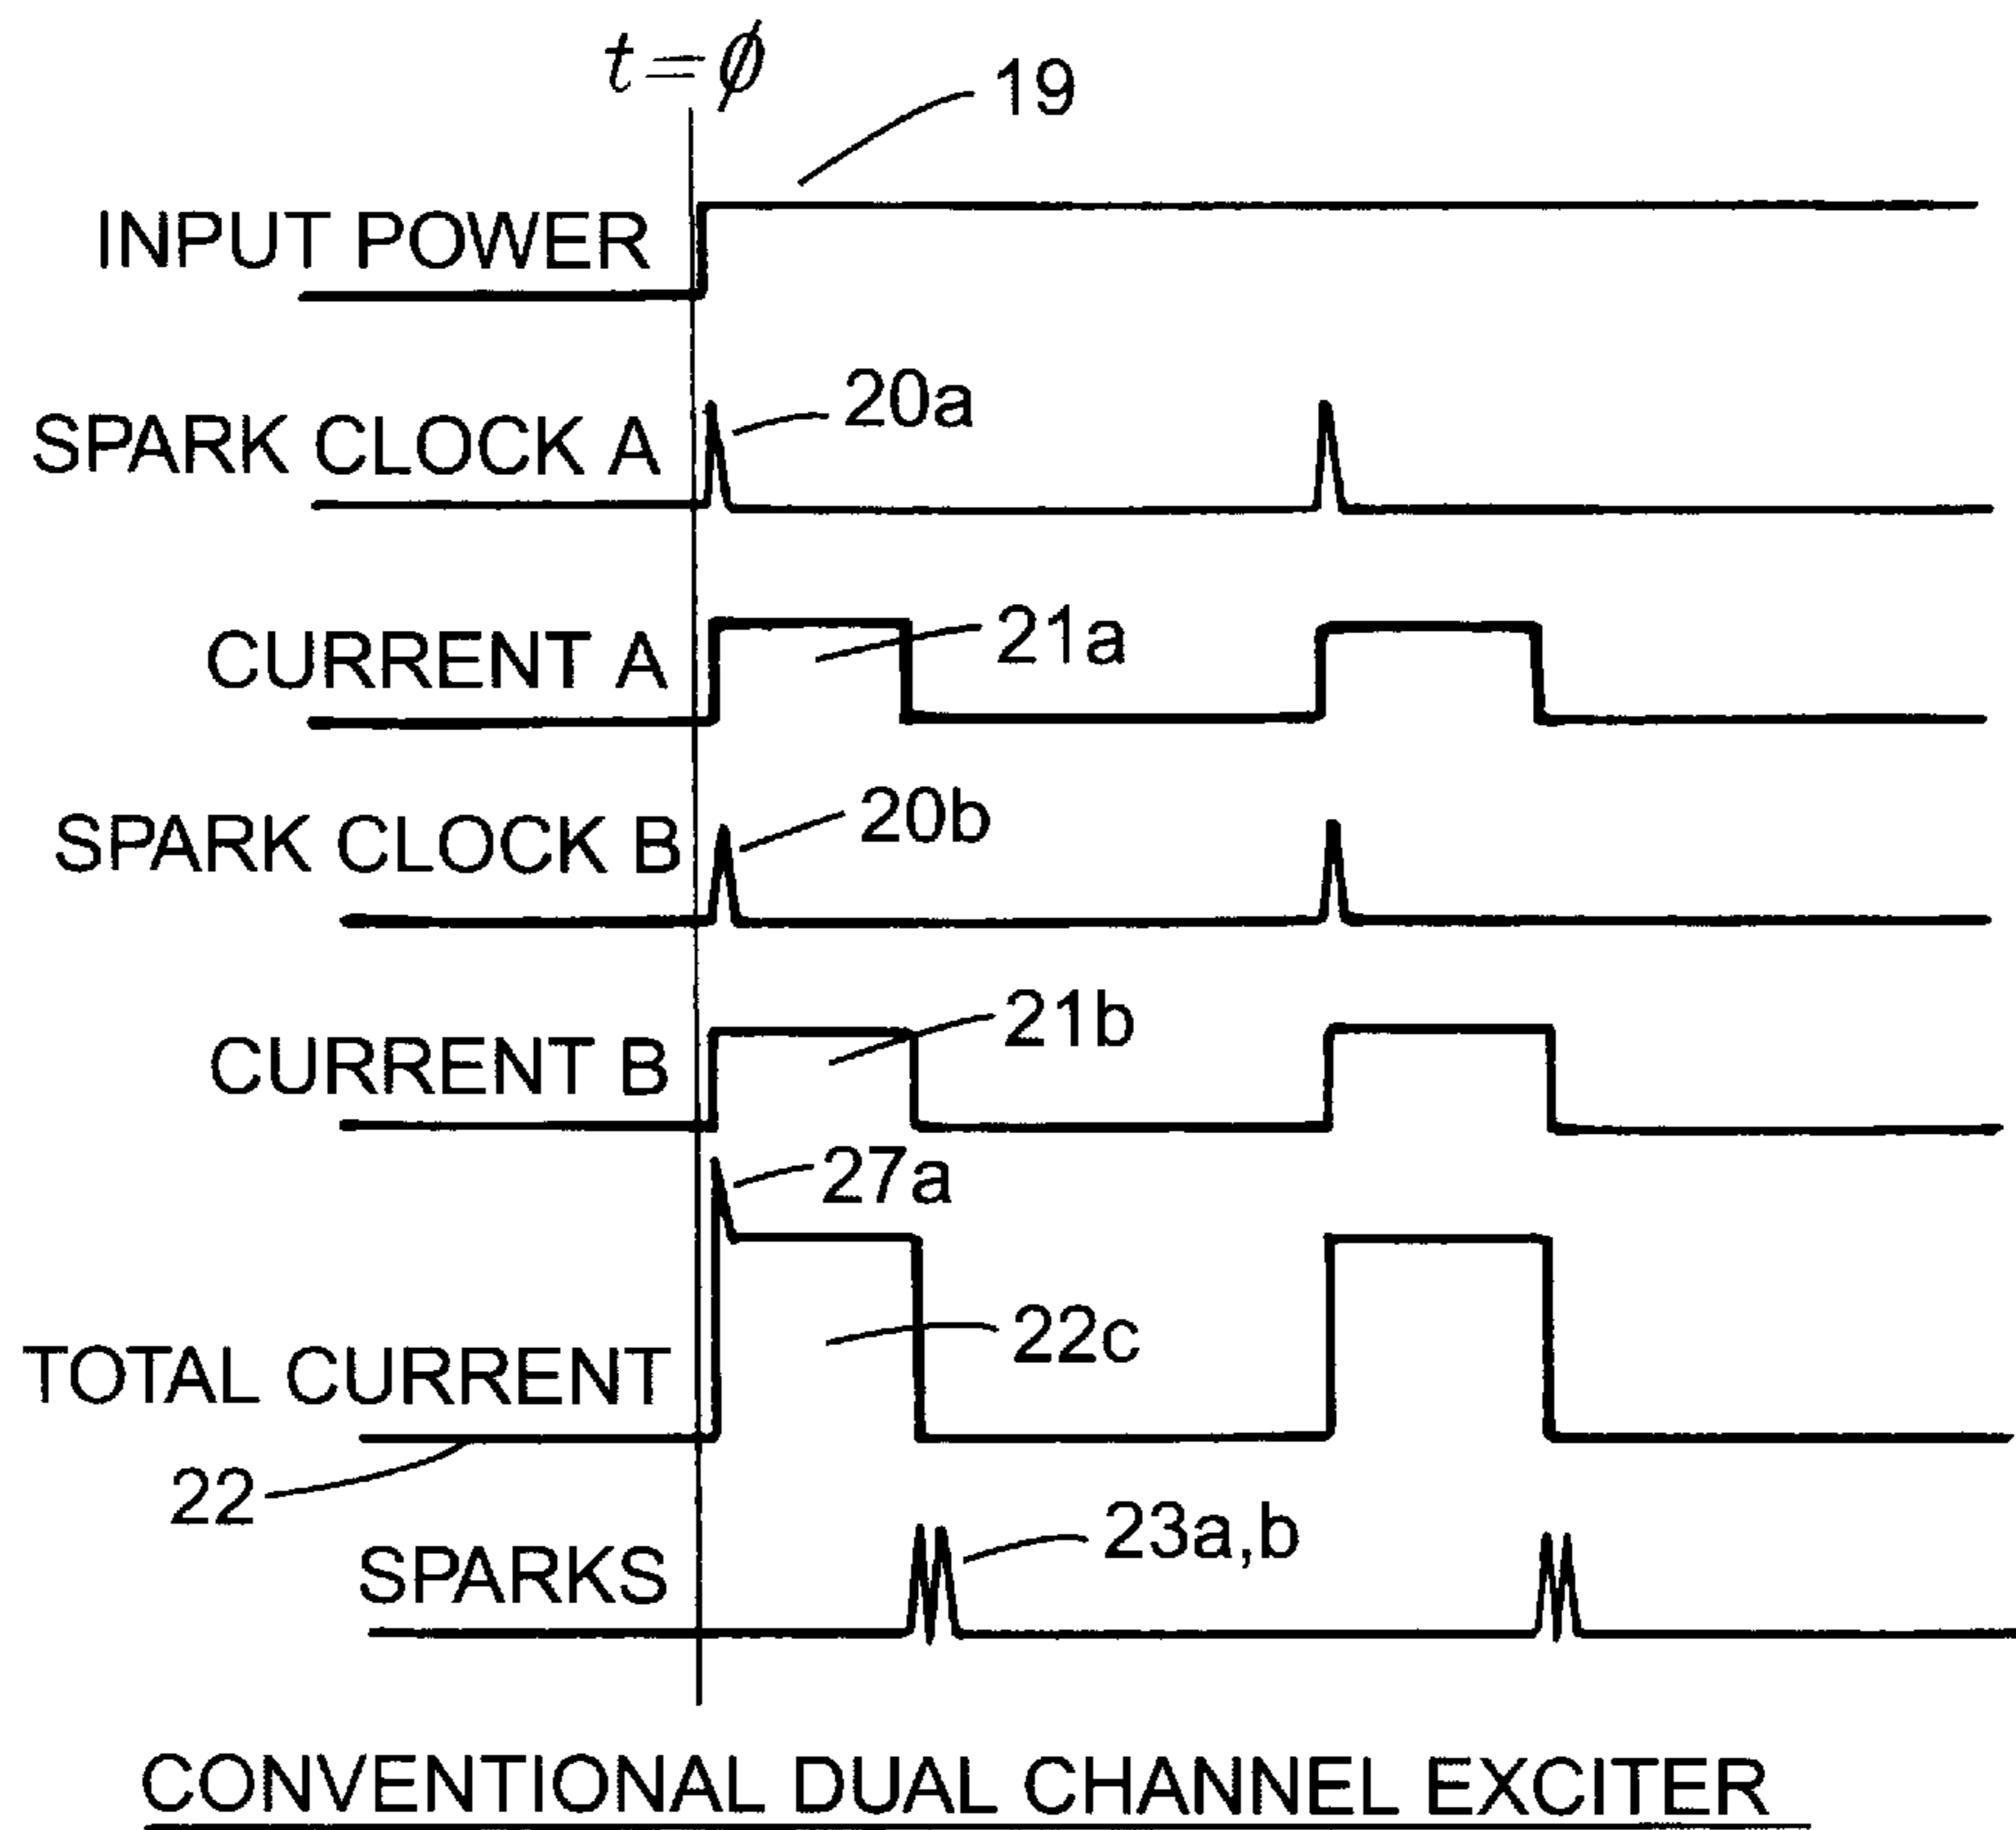 t=ϕ
19
INPUT POWER
20a
SPARK CLOCK A
21a
CURRENT A
20b
SPARK CLOCK B
21b
CURRENT B
27a
22c
TOTAL CURRENT
22
23a,b
SPARKS
CONVENTIONAL DUAL CHANNEL EXCITER